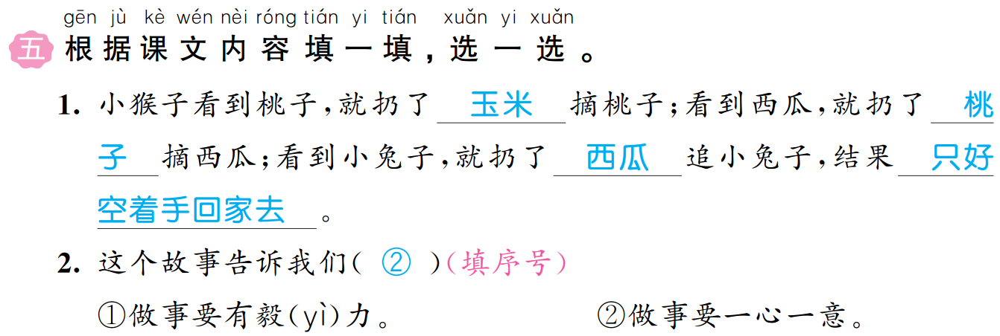 gēn jù kè wén nèi róng tián yi tián xuǎn yi xuǎn
五 根据课文内容填一填,选一选。
1. 小猴子看到桃子,就扔了 玉米 摘桃子;看到西瓜,就扔了 桃
子 摘西瓜;看到小兔子,就扔了 西瓜 追小兔子,结果 只好
空着手回家去 。
2. 这个故事告诉我们( ② )(填序号)
①做事要有毅(yì)力。 ②做事要一心一意。